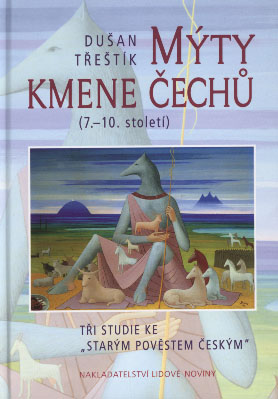 DUŠAN
TŘEŠTÍK
MÝTY
KMENE ČECHŮ
(7.–10. století)
TŘI STUDIE KE
„STARÝM POVĚSTEM ČESKÝM“
NAKLADATELSTVÍ LIDOVÉ NOVINY